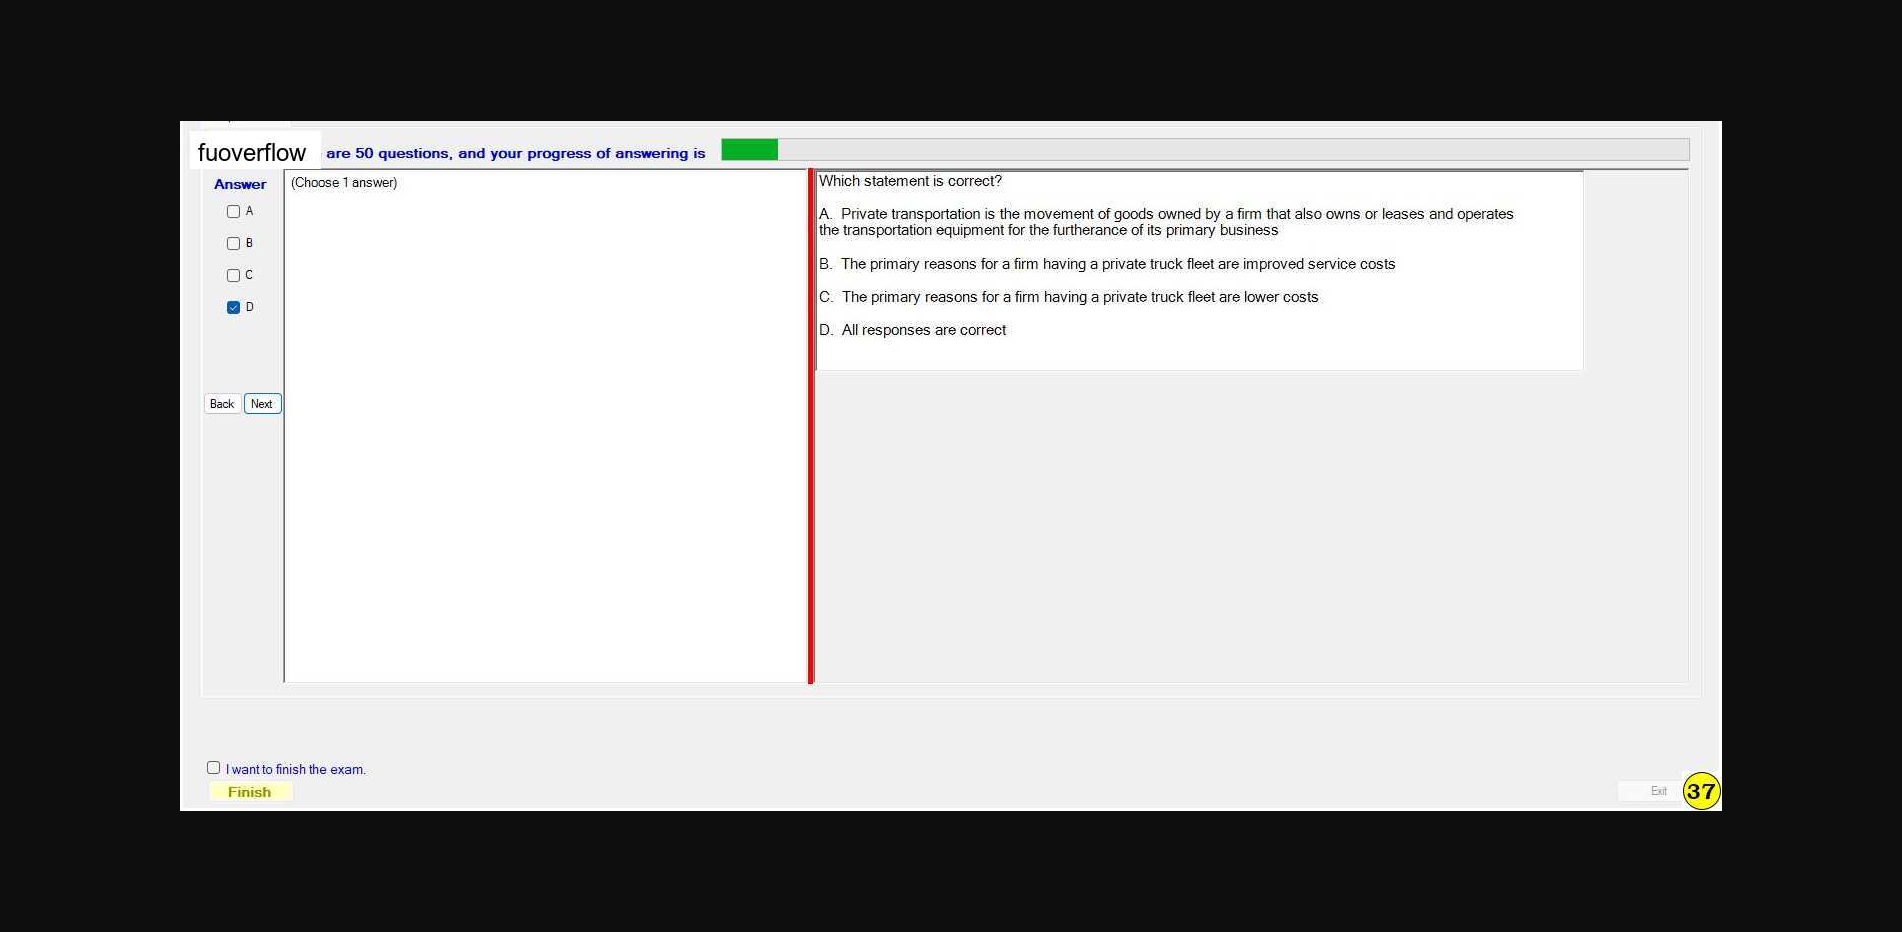 fuoverflow are 50 questions, and your progress of answering is
Answer
A
B
C
D
Back Next
(Choose 1 answer)
Which statement is correct?
A. Private transportation is the movement of goods owned by a firm that also owns or leases and operates
the transportation equipment for the furtherance of its primary business
B. The primary reasons for a firm having a private truck fleet are improved service costs
C. The primary reasons for a firm having a private truck fleet are lower costs
D. All responses are correct
I want to finish the exam.
Finish
Exit
37